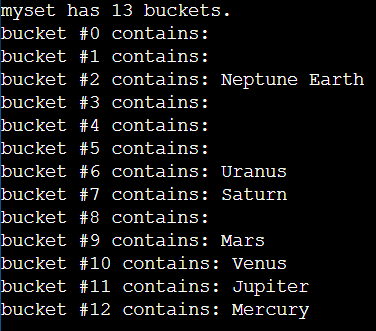 myset has 13 buckets.
bucket #0 contains:
bucket #1 contains:
bucket #2 contains: Neptune Earth
bucket #3 contains:
bucket #4 contains:
bucket #5 contains:
bucket #6 contains: Uranus
bucket #7 contains: Saturn
bucket #8 contains:
bucket #9 contains: Mars
bucket #10 contains: Venus
bucket #11 contains: Jupiter
bucket #12 contains: Mercury